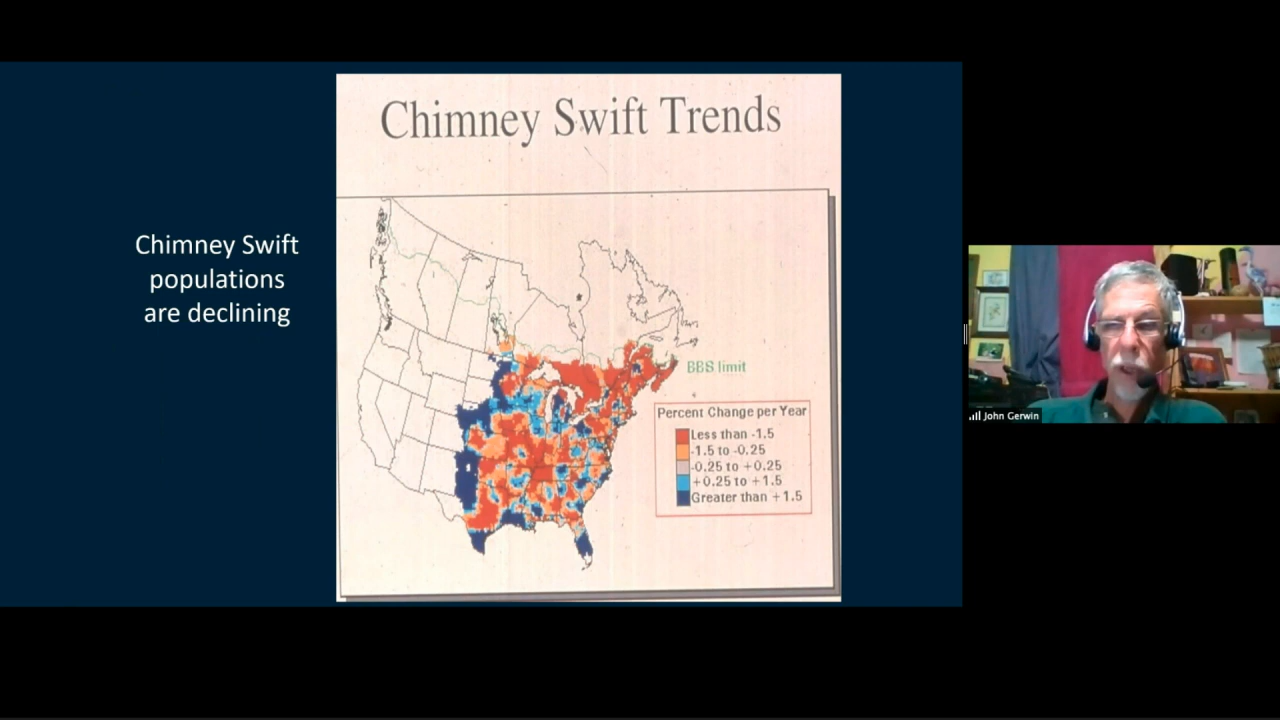 Chimney Swift
populations
are declining
Chimney Swift Trends
BBS limit
Percent Change per Year
Less than -1.5
-1.5 to -0.25
-0.25 to +0.25
+0.25 to +1.5
Greater than +1.5
John Gerwin